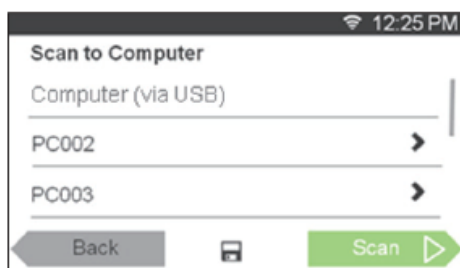 12:25 PM
Scan to Computer
Computer (via USB)
PC002
PC003
Back
Scan